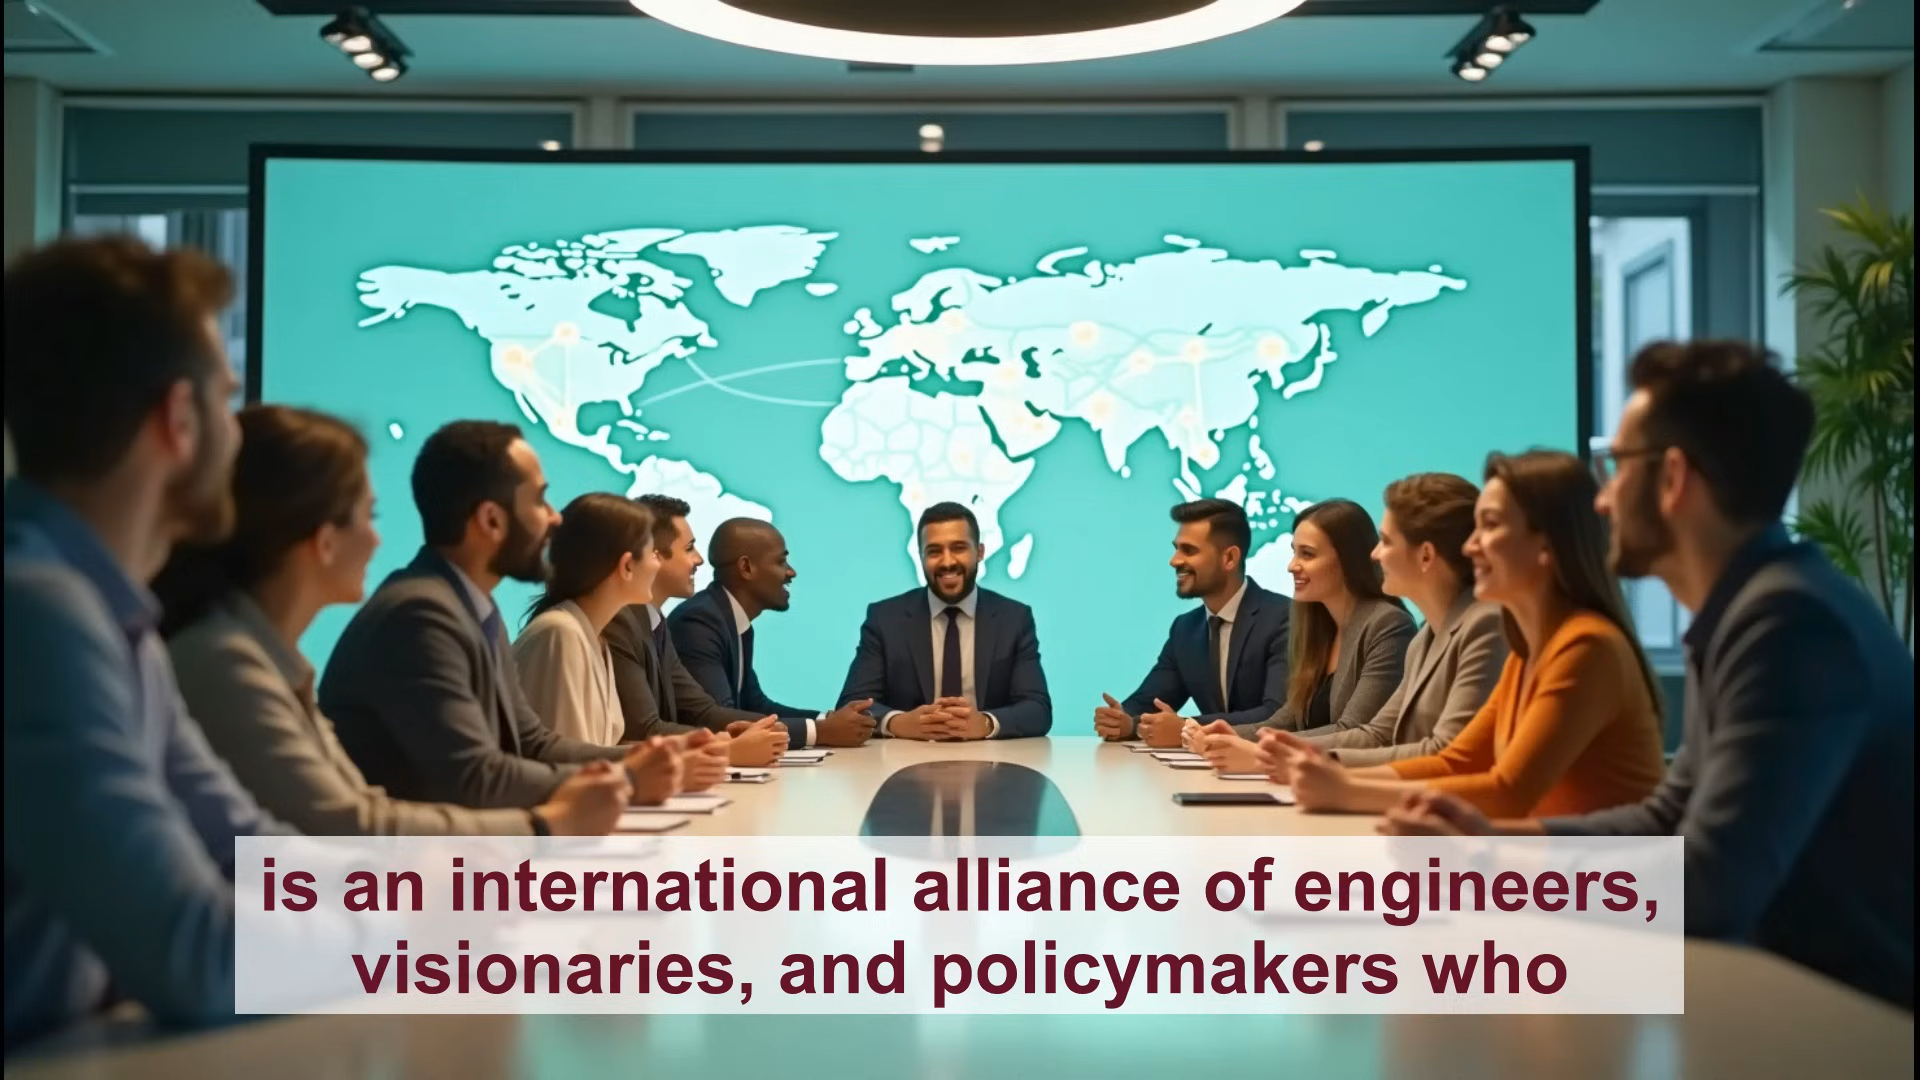 is an international alliance of engineers,
visionaries, and policymakers who